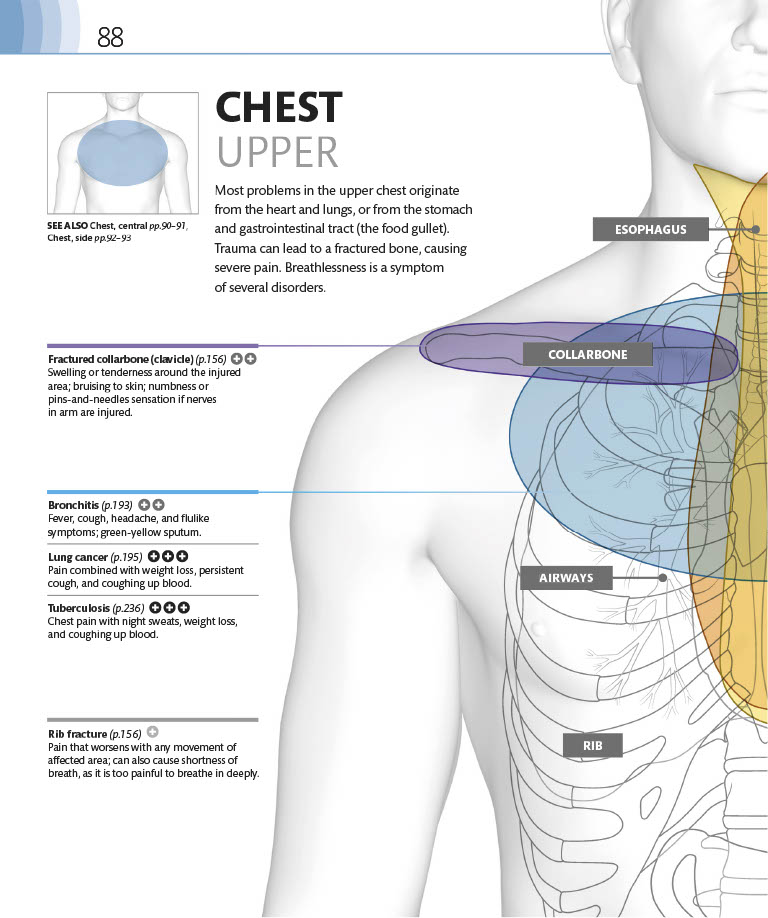 88
CHEST
UPPER
Most problems in the upper chest originate
from the heart and lungs, or from the stomach
and gastrointestinal tract (the food gullet).
Trauma can lead to a fractured bone, causing
severe pain. Breathlessness is a symptom
of several disorders.
SEE ALSO Chest, central pp.90–91,
Chest, side pp.92–93
ESOPHAGUS
COLLARBONE
Fractured collarbone (clavicle) (p.156)
Swelling or tenderness around the injured
area; bruising to skin; numbness or
pins-and-needles sensation if nerves
in arm are injured.
Bronchitis (p.193)
Fever, cough, headache, and flulike
symptoms; green-yellow sputum.
Lung cancer (p.195)
Pain combined with weight loss, persistent
cough, and coughing up blood.
Tuberculosis (p.236)
Chest pain with night sweats, weight loss,
and coughing up blood.
AIRWAYS
RIB
Rib fracture (p.156)
Pain that worsens with any movement of
affected area; can also cause shortness of
breath, as it is too painful to breathe in deeply.